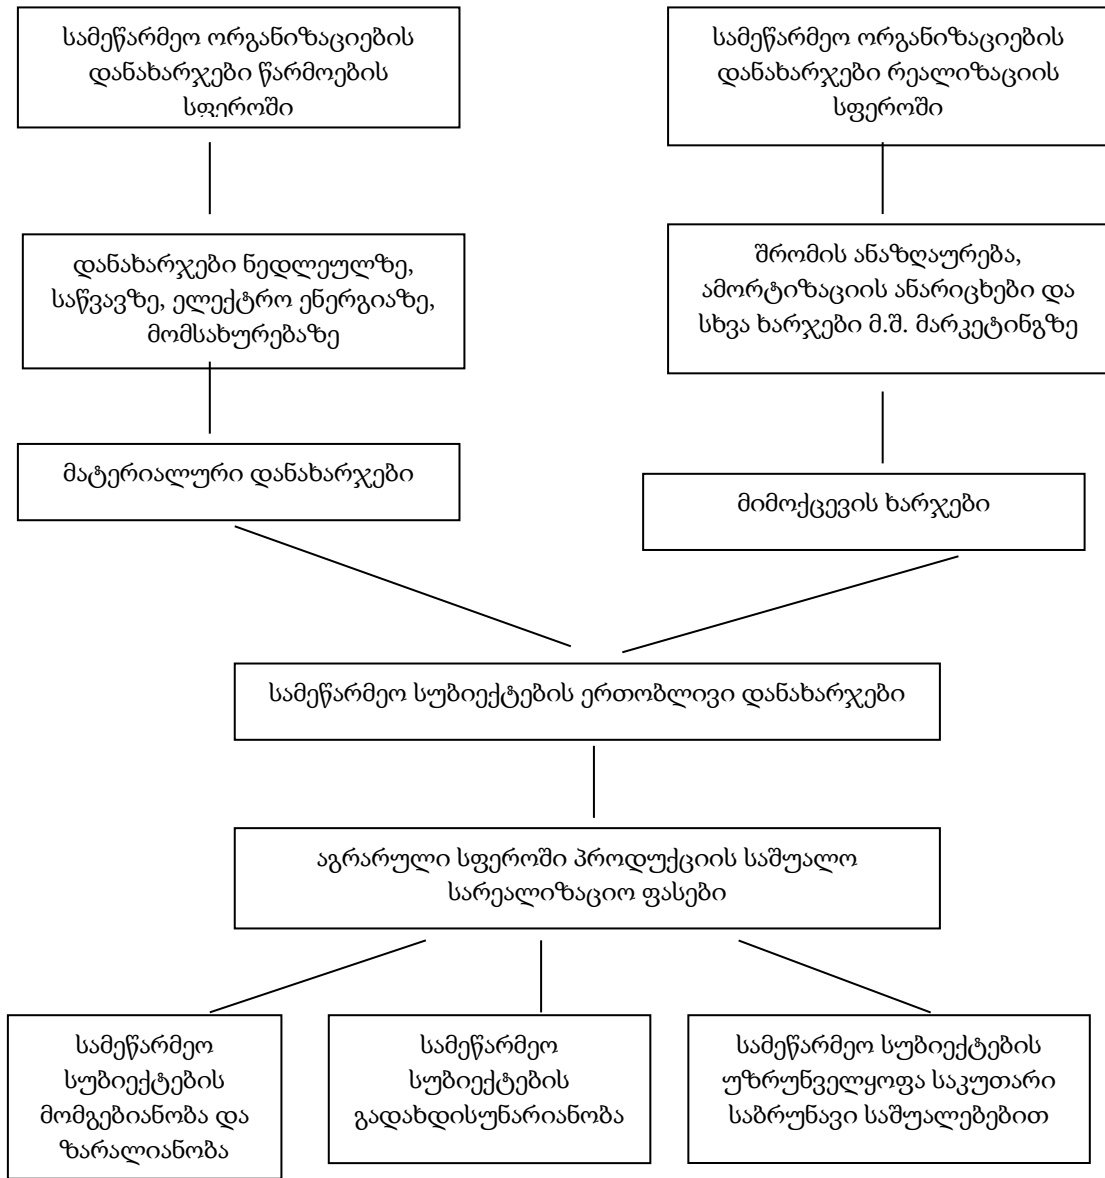 სამეწარმეო ორგანიზაციების
დანახარჯები წარმოების
სფეროში
სამეწარმეო ორგანიზაციების
დანახარჯები რეალიზაციის
სფეროში
დანახარჯები ნედლეულზე,
საწვავზე, ელექტრო ენერგიაზე,
მომსახურებაზე
შრომის ანაზღაურება,
ამორტიზაციის ანარიცხები და
სხვა ხარჯები მ.შ. მარკეტინგზე
მატერიალური დანახარჯები
მიმოქცევის ხარჯები
სამეწარმეო სუბიექტების ერთობლივი დანახარჯები
აგრარული სფეროში პროდუქციის საშუალო
სარეალიზაციო ფასები
სამეწარმეო
სუბიექტების
მომგებიანობა და
ზარალიანობა
სამეწარმეო
სუბიექტების
გადახდისუნარიანობა
სამეწარმეო სუბიექტების
უზრუნველყოფა საკუთარი
საბრუნავი საშუალებებით